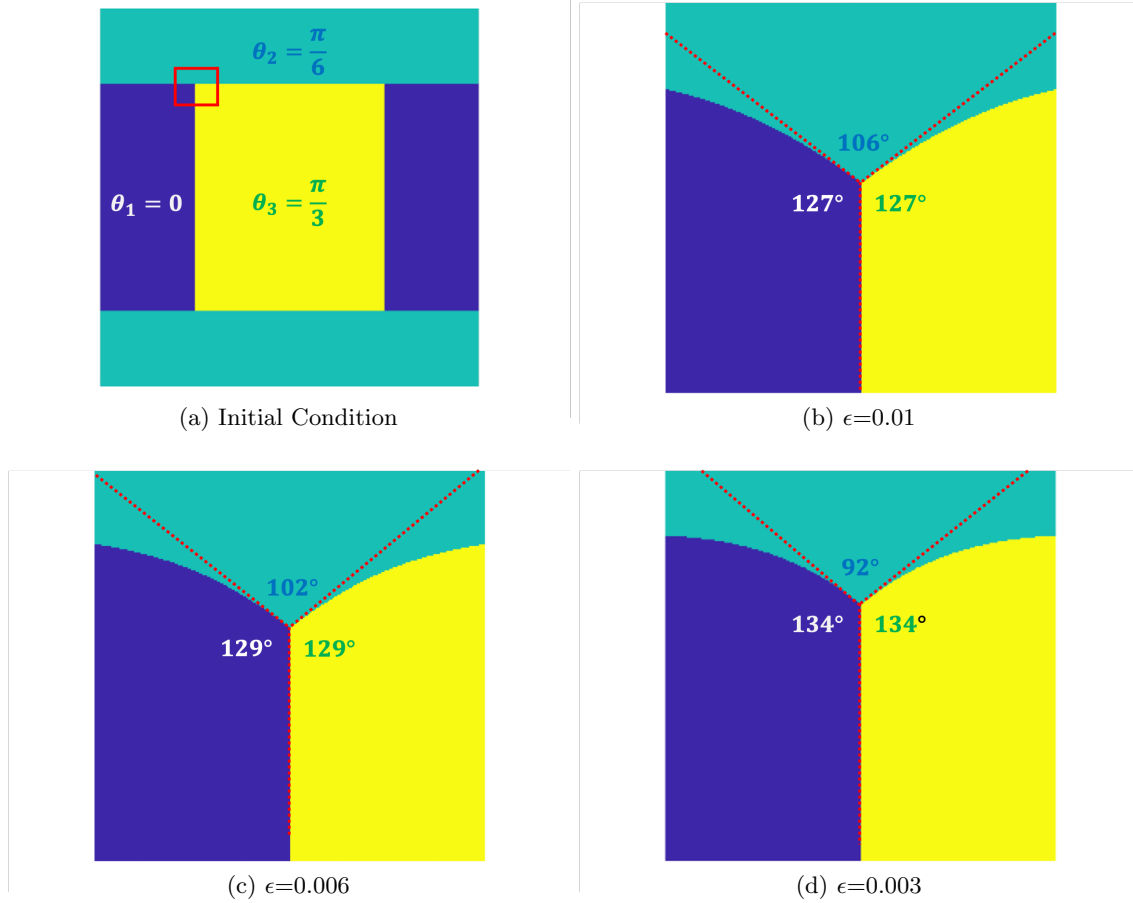 θ₂ = π/6
θ₁ = 0
θ₃ = π/3
(a) Initial Condition
106°
127° 127°
(b) ϵ=0.01
102°
129° 129°
(c) ϵ=0.006
92°
134° 134°
(d) ϵ=0.003